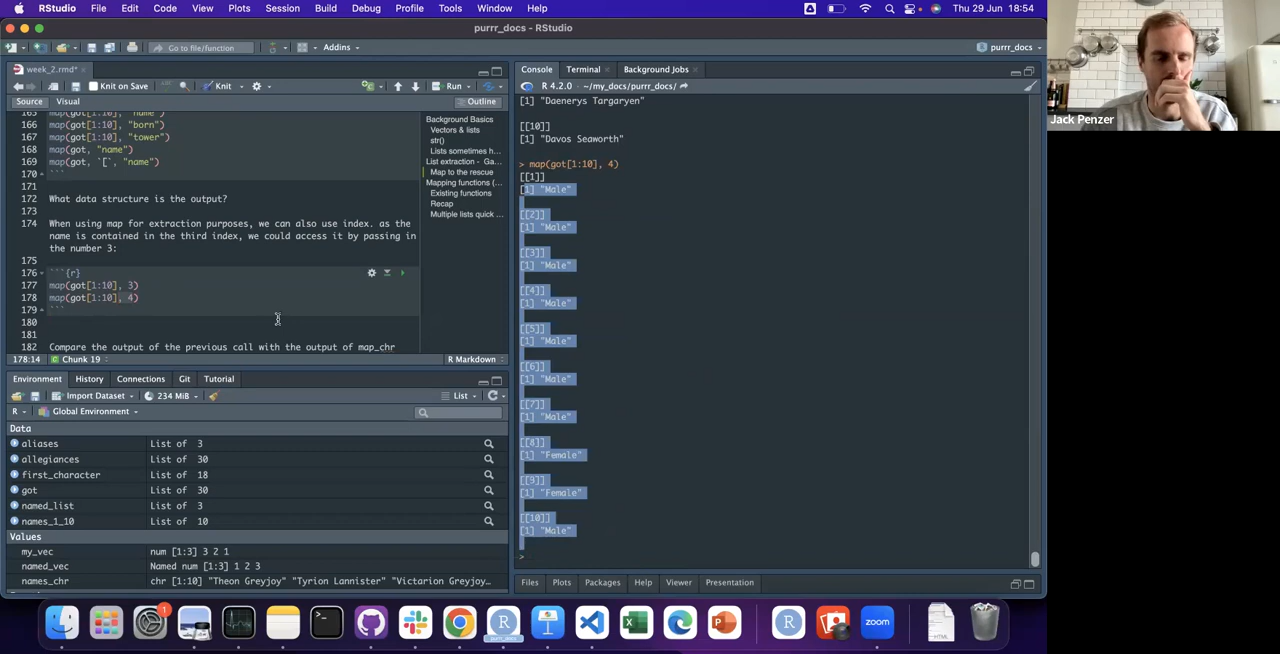 RStudio File Edit Code View Plots Session Build Debug Profile Tools Window Help Thu 29 Jun 18:54
purrr_docs - RStudio
Go to file/function Addins purrr_docs
week_2.rmd*
Knit on Save Knit Run
Source Visual Outline
165 map(got[1:10], "name")
166 map(got[1:10], "born")
167 map(got[1:10], "tower")
168 map(got, "name")
169 map(got, `[`, "name")
170 ```
171
172 What data structure is the output?
173
174 When using map for extraction purposes, we can also use index. as the
name is contained in the third index, we could access it by passing in
the number 3:
175
176 ```{r}
177 map(got[1:10], 3)
178 map(got[1:10], 4)
179 ```
180
181
182 Compare the output of the previous call with the output of map_chr
178:14 Chunk 19 R Markdown
Background Basics
Vectors & lists
str()
Lists sometimes h...
List extraction - Ga...
Map to the rescue
Mapping functions (...
Existing functions
Recap
Multiple lists quick ...
Environment History Connections Git Tutorial
Import Dataset 234 MiB List
R Global Environment
Data
aliases List of 3
allegiances List of 30
first_character List of 18
got List of 30
named_list List of 3
names_1_10 List of 10
Values
my_vec num [1:3] 3 2 1
named_vec Named num [1:3] 1 2 3
names_chr chr [1:10] "Theon Greyjoy" "Tyrion Lannister" "Victarion Greyjoy…
Console Terminal Background Jobs
R 4.2.0 · ~/my_docs/purrr_docs/
[1] "Daenerys Targaryen"
[[10]]
[1] "Davos Seaworth"
> map(got[1:10], 4)
[[1]]
[1] "Male"
[[2]]
[1] "Male"
[[3]]
[1] "Male"
[[4]]
[1] "Male"
[[5]]
[1] "Male"
[[6]]
[1] "Male"
[[7]]
[1] "Male"
[[8]]
[1] "Female"
[[9]]
[1] "Female"
[[10]]
[1] "Male"
>
Files Plots Packages Help Viewer Presentation
Jack Penzer
1
purrr_docs
zoom
HTML